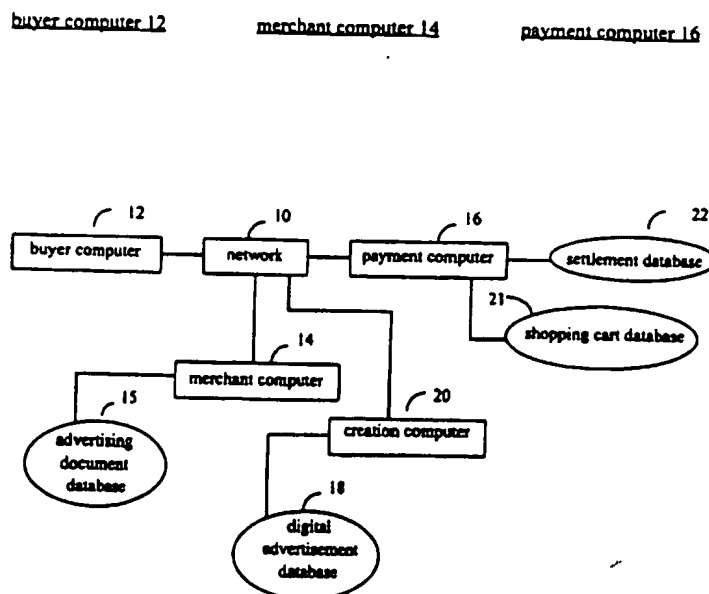 buyer computer 12
merchant computer 14
payment computer 16
12
10
16
22
buyer computer
network
payment computer
settlement database
21
shopping cart database
14
merchant computer
15
20
advertising
document
database
creation computer
18
digital
advertisement
database